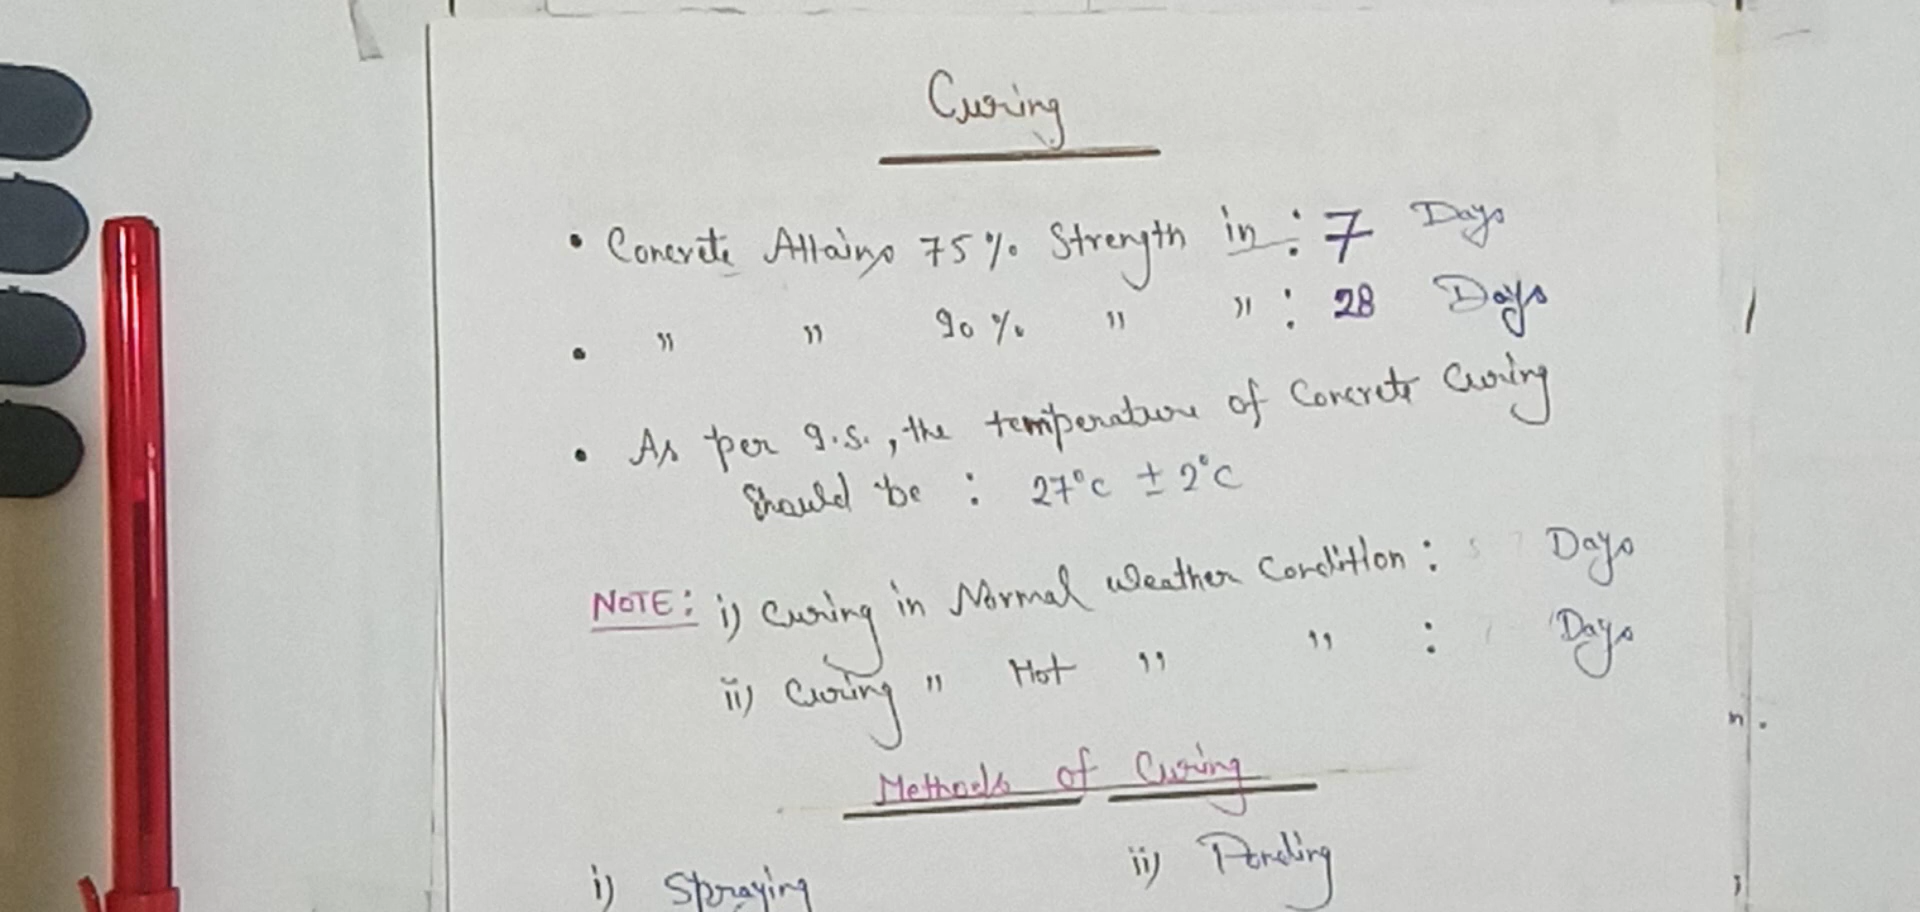 Curing
• Concrete Attains 75% Strength in : 7 Days
• " " 90% " " : 28 Days
• As per I.S., the temperature of Concrete Curing
Should be : 27°C ± 2°C
NOTE: i) Curing in Normal Weather Condition : Days
ii) Curing " Hot " " : Days
Methods of Curing
i) Spraying ii) Ponding